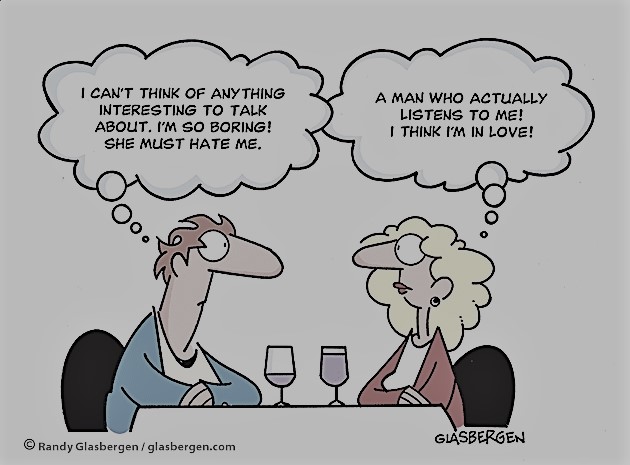 I CAN'T THINK OF ANYTHING
INTERESTING TO TALK
ABOUT. I'M SO BORING!
SHE MUST HATE ME.
A MAN WHO ACTUALLY
LISTENS TO ME!
I THINK I'M IN LOVE!
GLASBERGEN
© Randy Glasbergen / glasbergen.com